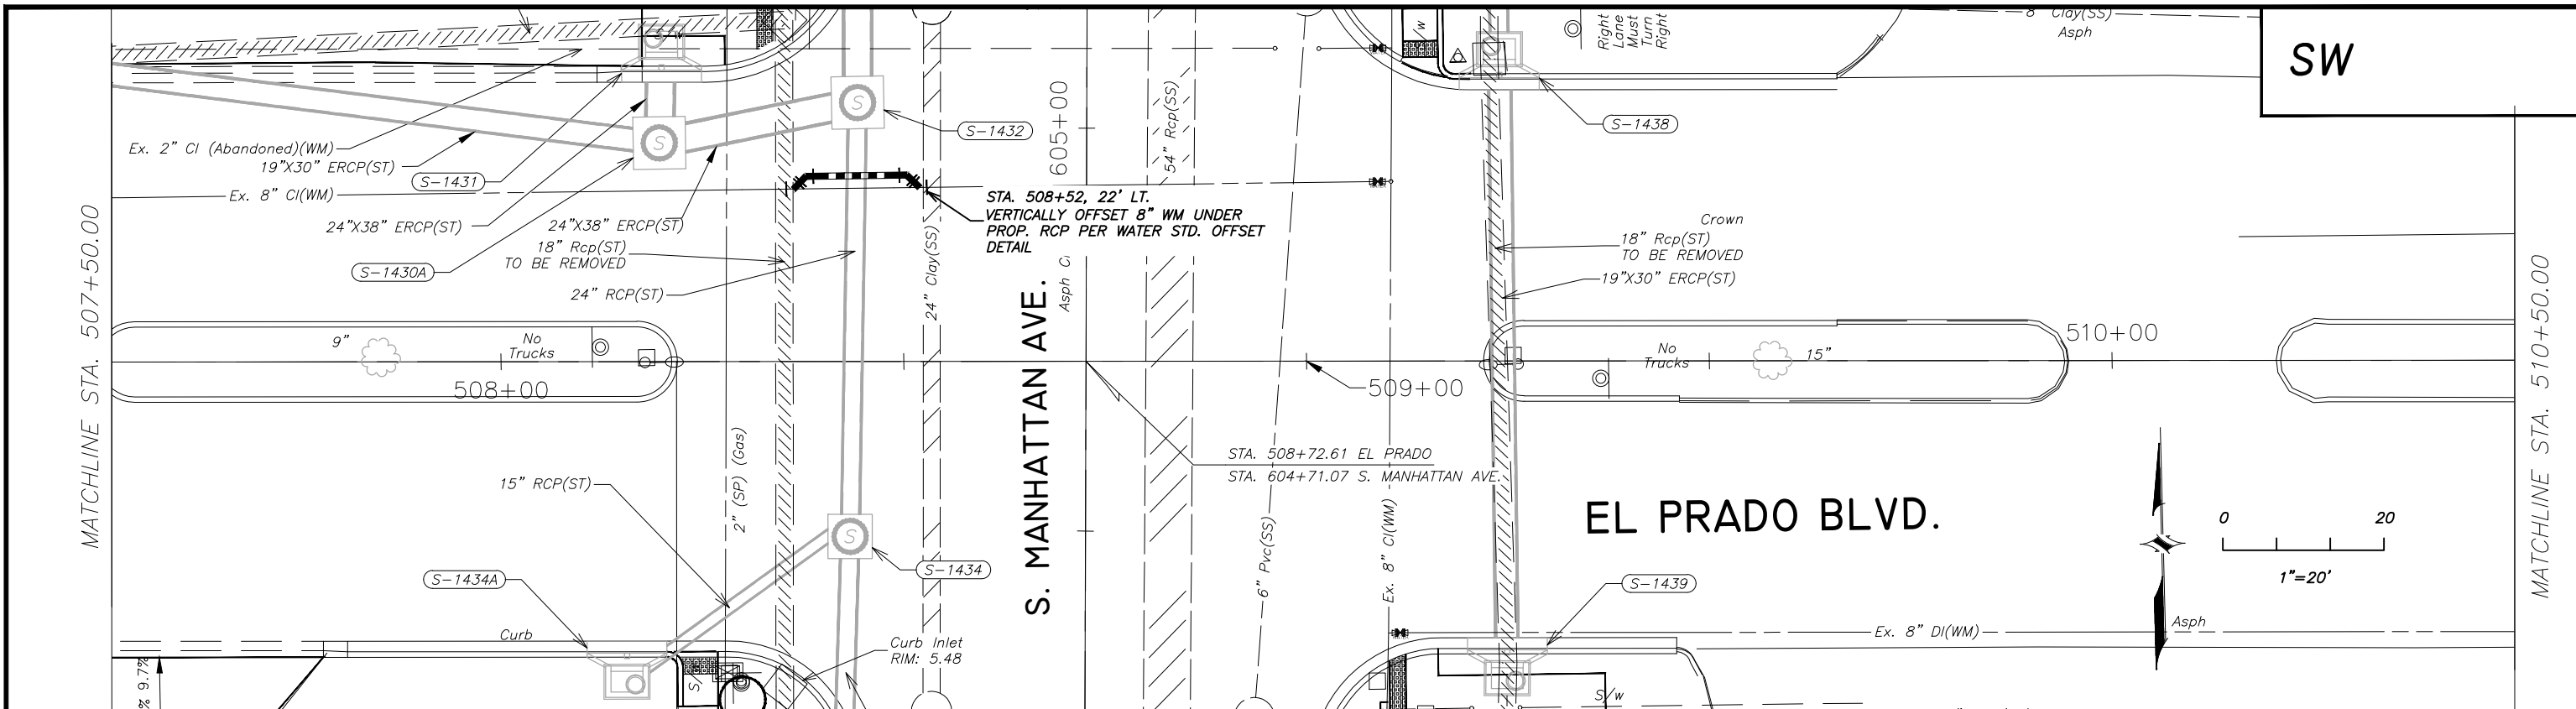 8" Clay(SS)
Asph
Right
Lane
Must
Turn
Right
S/W
SW
Ex. 2" CI (Abandoned)(WM)
19"X30" ERCP(ST)
S-1431
Ex. 8" CI(WM)
24"X38" ERCP(ST)
S-1430A
24"X38" ERCP(ST)
18" Rcp(ST)
TO BE REMOVED
24" RCP(ST)
S
S
S-1432
605+00
54" Rcp(SS)
S-1438
STA. 508+52, 22' LT.
VERTICALLY OFFSET 8" WM UNDER
PROP. RCP PER WATER STD. OFFSET
DETAIL
24" Clay(SS)
S. MANHATTAN AVE.
Crown
18" Rcp(ST)
TO BE REMOVED
19"X30" ERCP(ST)
MATCHLINE STA. 507+50.00
MATCHLINE STA. 510+50.00
9"
No
Trucks
508+00
509+00
No
Trucks
15"
510+00
2" (SP) (Gas)
STA. 508+72.61 EL PRADO
STA. 604+71.07 S. MANHATTAN AVE.
15" RCP(ST)
S
S-1434
S-1434A
6" Pvc(SS)
Ex. 8" CI(WM)
EL PRADO BLVD.
0 20
1"=20'
S-1439
Curb
Curb Inlet
RIM: 5.48
Ex. 8" DI(WM)
Asph
9.7%
S/w